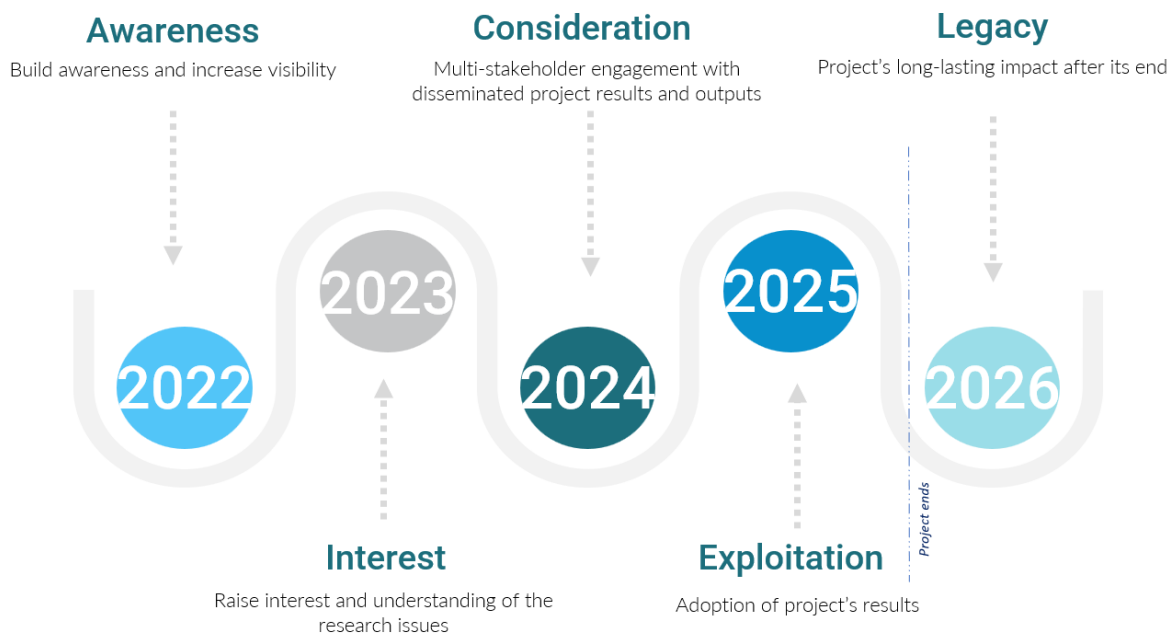 Awareness
Build awareness and increase visibility
Consideration
Multi-stakeholder engagement with
disseminated project results and outputs
Legacy
Project's long-lasting impact after its end
2022
2023
2024
2025
2026
Project ends
Interest
Raise interest and understanding of the
research issues
Exploitation
Adoption of project's results